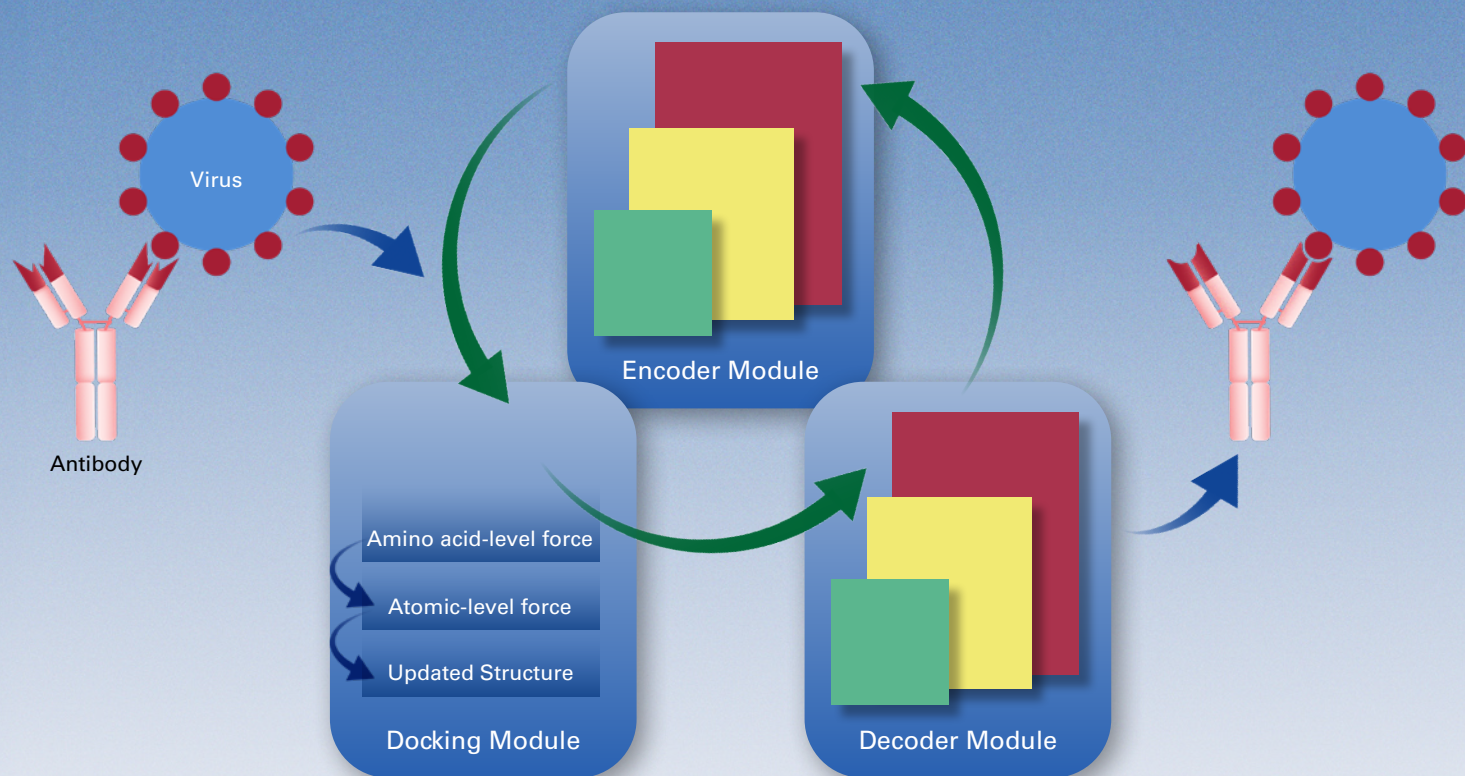 Virus
Antibody
Encoder Module
Amino acid-level force
Atomic-level force
Updated Structure
Docking Module
Decoder Module